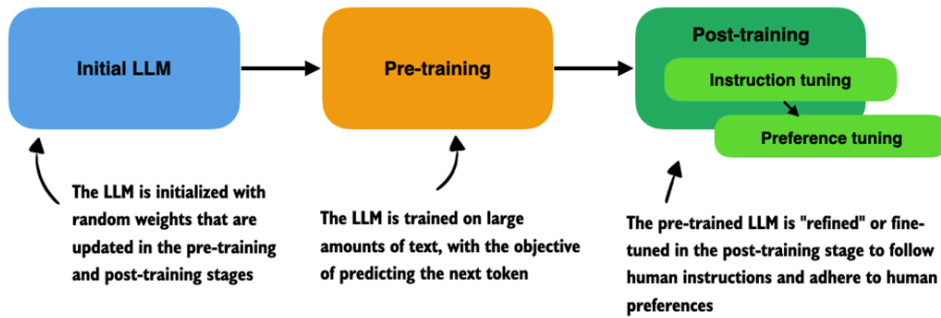 Initial LLM
Pre-training
Post-training
Instruction tuning
Preference tuning
The LLM is initialized with
random weights that are
updated in the pre-training
and post-training stages
The LLM is trained on large
amounts of text, with the objective
of predicting the next token
The pre-trained LLM is "refined" or fine-
tuned in the post-training stage to follow
human instructions and adhere to human
preferences